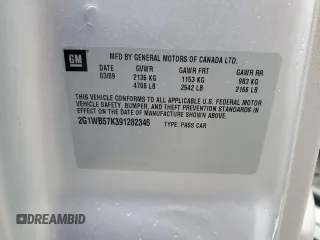 GM
MFD BY GENERAL MOTORS OF CANADA LTD.
DATE GVWR GAWR FRT GAWR RR
03/09 2136 KG 1153 KG 983 KG
4708 LB 2542 LB 2166 LB
THIS VEHICLE CONFORMS TO ALL APPLICABLE U.S. FEDERAL MOTOR
VEHICLE SAFETY, BUMPER, AND THEFT PREVENTION STANDARDS IN
EFFECT ON THE DATE OF MANUFACTURE SHOWN ABOVE.
2G1WB57K391282346 TYPE: PASS CAR
DREAMBID